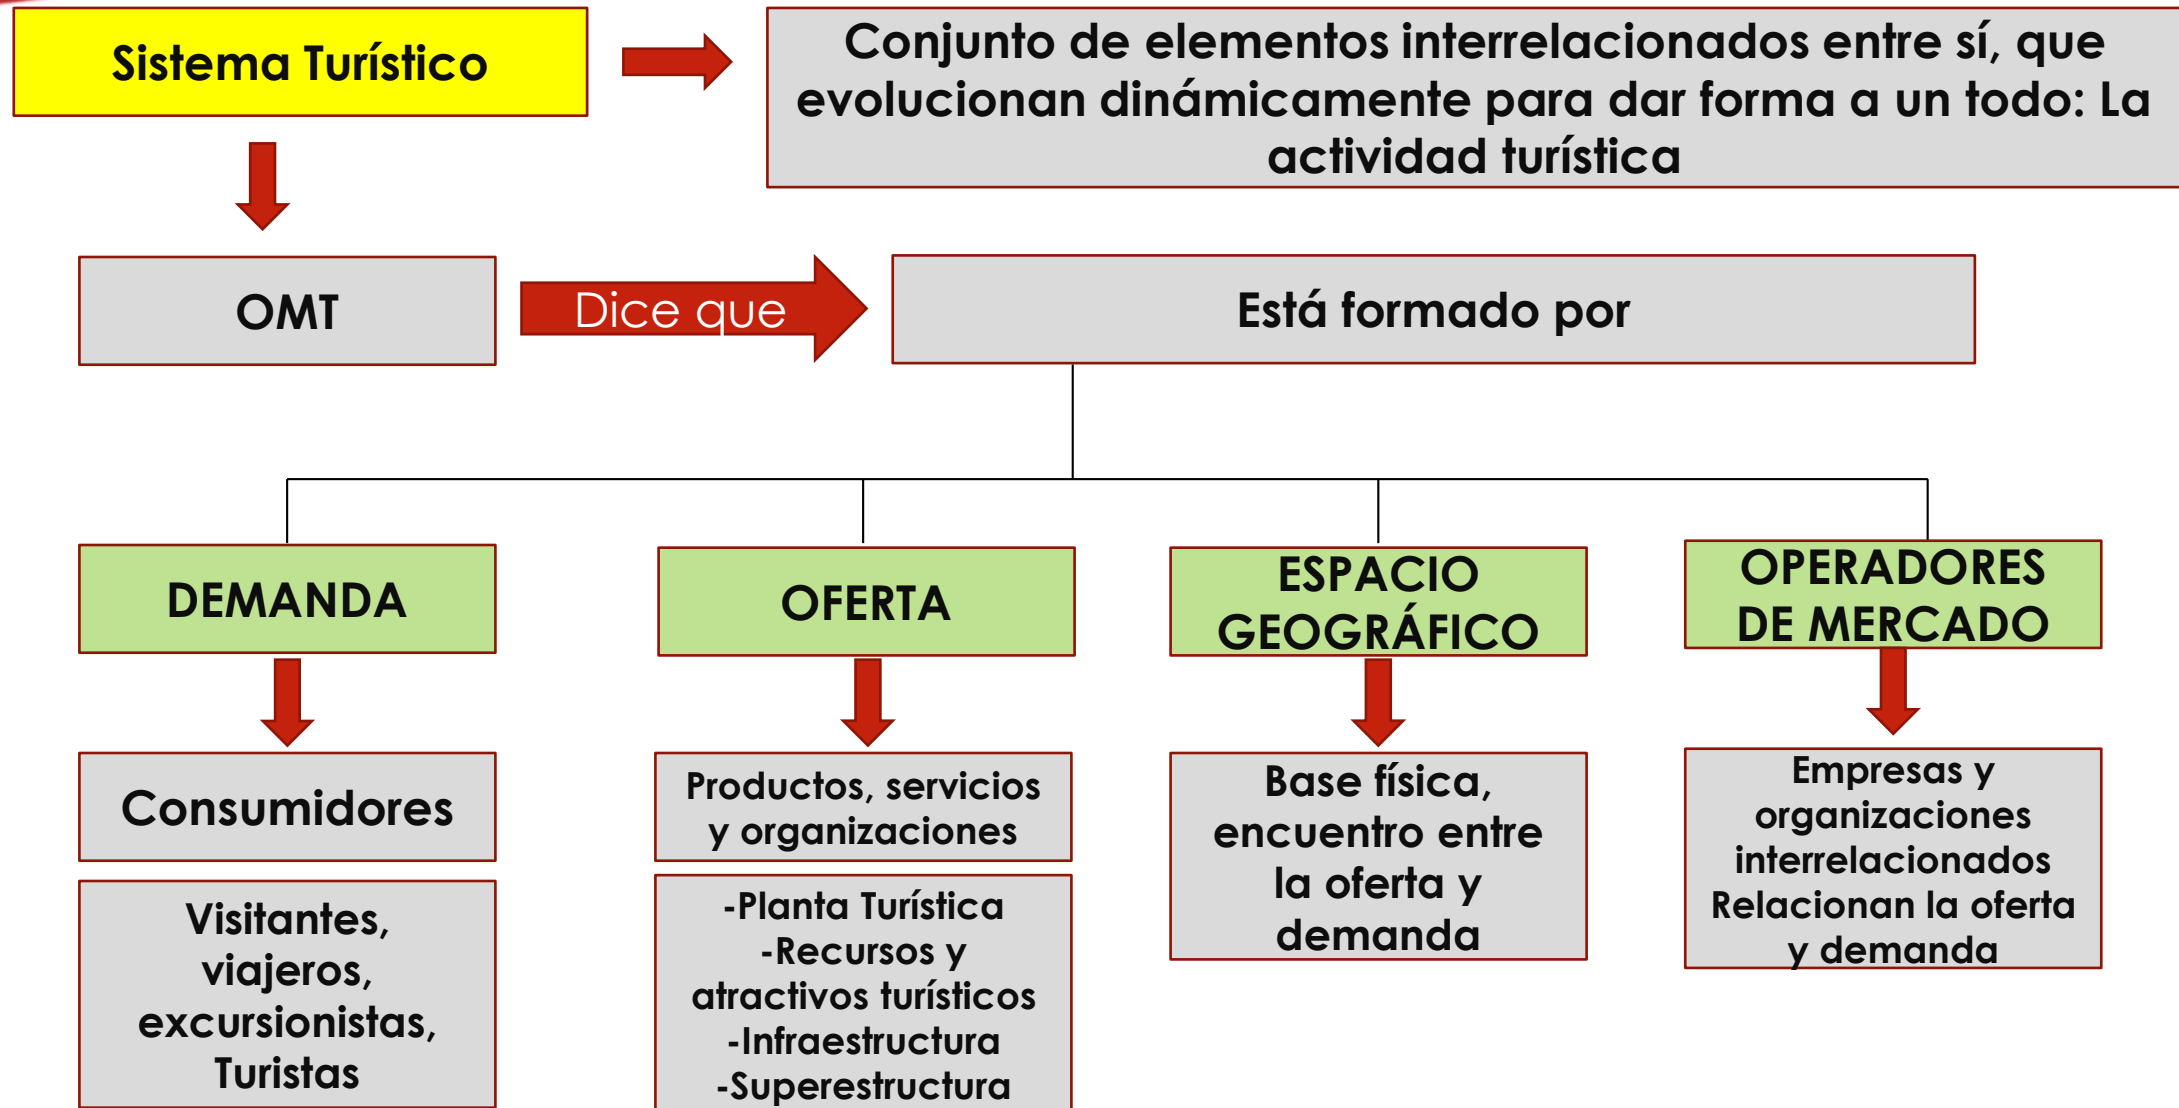 Sistema Turístico
Conjunto de elementos interrelacionados entre sí, que
evolucionan dinámicamente para dar forma a un todo: La
actividad turística
OMT
Dice que
Está formado por
DEMANDA
OFERTA
ESPACIO
GEOGRÁFICO
OPERADORES
DE MERCADO
Consumidores
Visitantes,
viajeros,
excursionistas,
Turistas
Productos, servicios
y organizaciones
-Planta Turística
-Recursos y
atractivos turísticos
-Infraestructura
-Superestructura
Base física,
encuentro entre
la oferta y
demanda
Empresas y
organizaciones
interrelacionados
Relacionan la oferta
y demanda